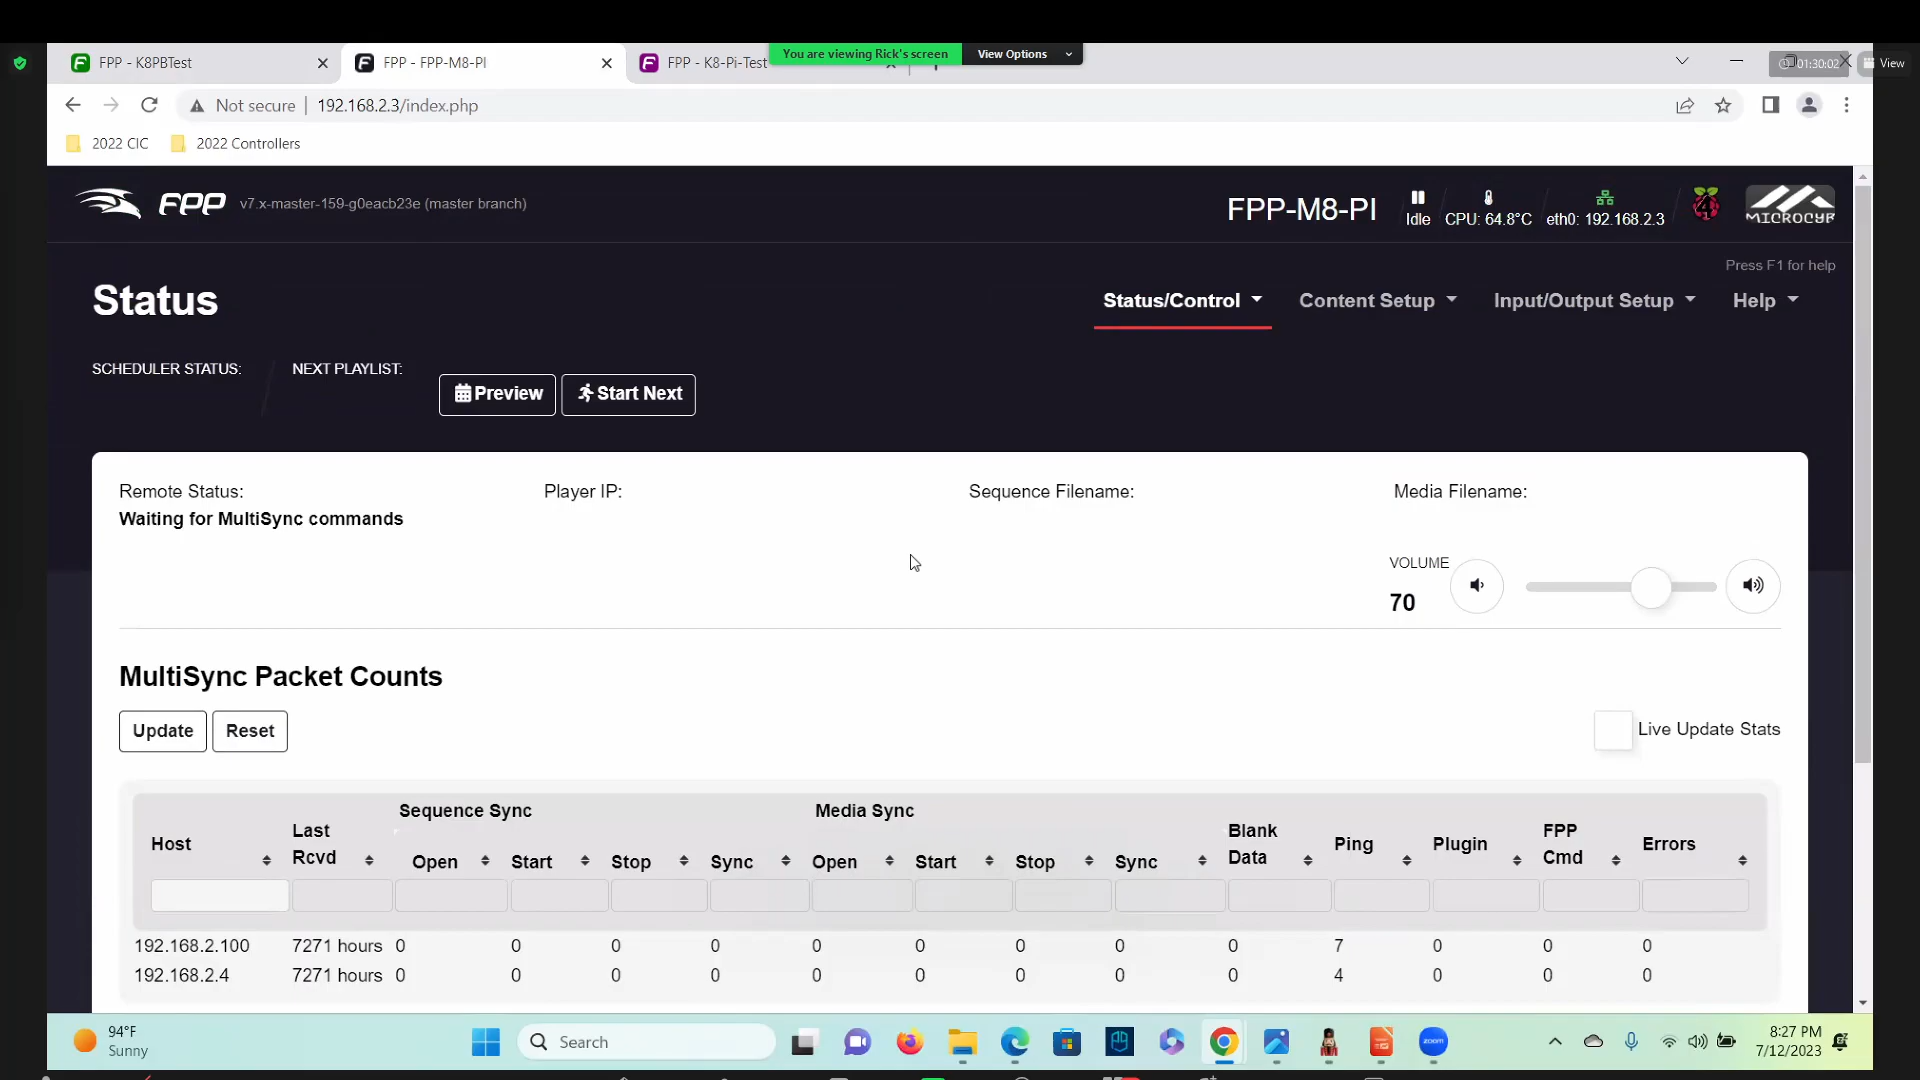 FPP - K8PBTest
FPP - FPP-M8-PI
FPP - K8-Pi-Test
You are viewing Rick's screen
View Options
01:30:02
View
Not secure
192.168.2.3/index.php
2022 CIC
2022 Controllers
FPP
v7.x-master-159-g0eacb23e (master branch)
FPP-M8-PI
Idle
CPU: 64.8°C
eth0: 192.168.2.3
4
Press F1 for help
Status
Status/Control
Content Setup
Input/Output Setup
Help
SCHEDULER STATUS:
NEXT PLAYLIST:
Preview
Start Next
Remote Status:
Player IP:
Sequence Filename:
Media Filename:
Waiting for MultiSync commands
VOLUME
70
MultiSync Packet Counts
Update
Reset
Live Update Stats
Sequence Sync
Media Sync
Host
Last Rcvd
Open
Start
Stop
Sync
Open
Start
Stop
Sync
Blank Data
Ping
Plugin
FPP Cmd
Errors
192.168.2.100 7271 hours 0 0 0 0 0 0 0 0 0 7 0 0 0
192.168.2.4 7271 hours 0 0 0 0 0 0 0 0 0 4 0 0 0
94°F
Sunny
Search
zoom
8:27 PM
7/12/2023